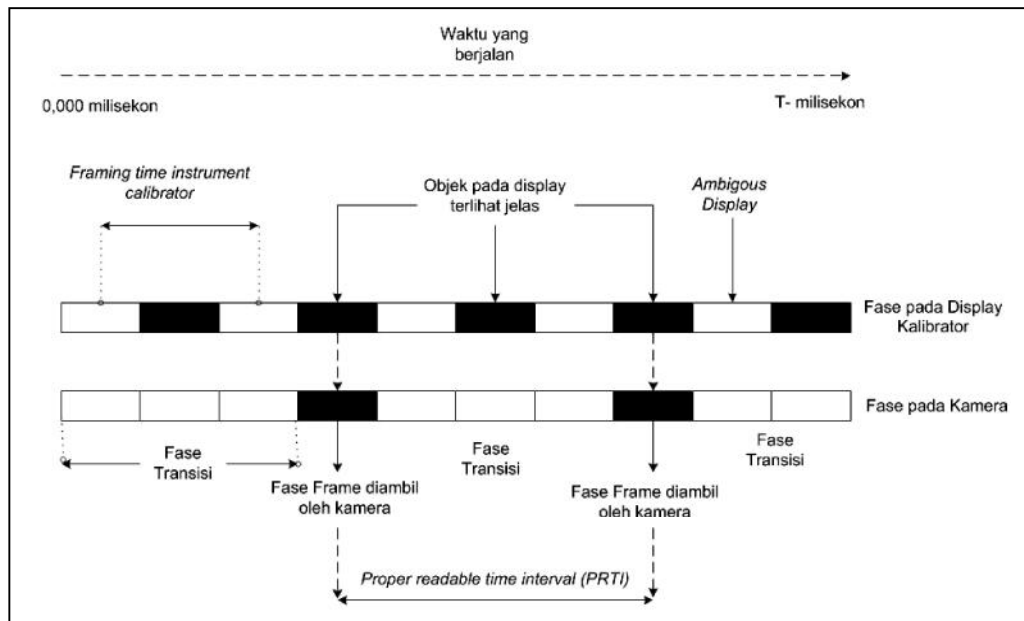 Waktu yang
berjalan
0,000 milisekon
T- milisekon
Framing time instrument
calibrator
Objek pada display
terlihat jelas
Ambigous
Display
Fase pada Display
Kalibrator
Fase pada Kamera
Fase
Transisi
Fase
Transisi
Fase
Transisi
Fase Frame diambil
oleh kamera
Fase Frame diambil
oleh kamera
Proper readable time interval (PRTI)